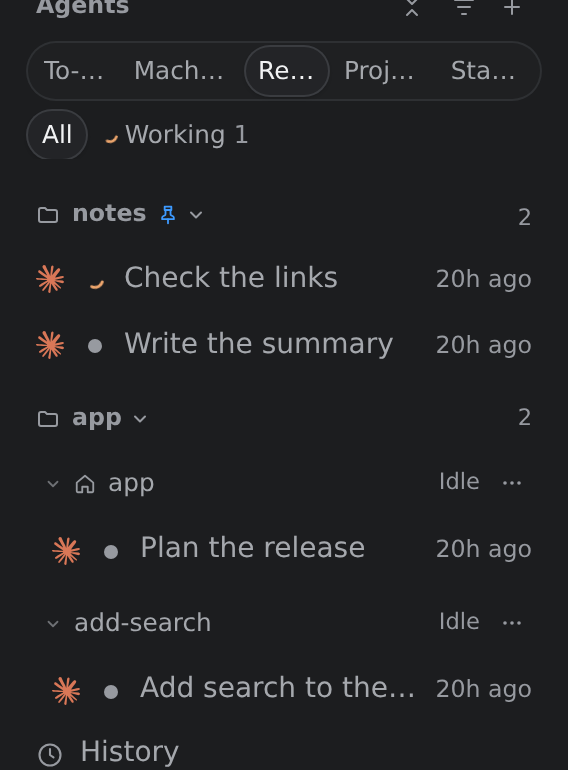 Agents
To-... Mach... Re... Proj... Sta...
All Working 1
notes 2
Check the links 20h ago
Write the summary 20h ago
app 2
app Idle ...
Plan the release 20h ago
add-search Idle ...
Add search to the... 20h ago
History